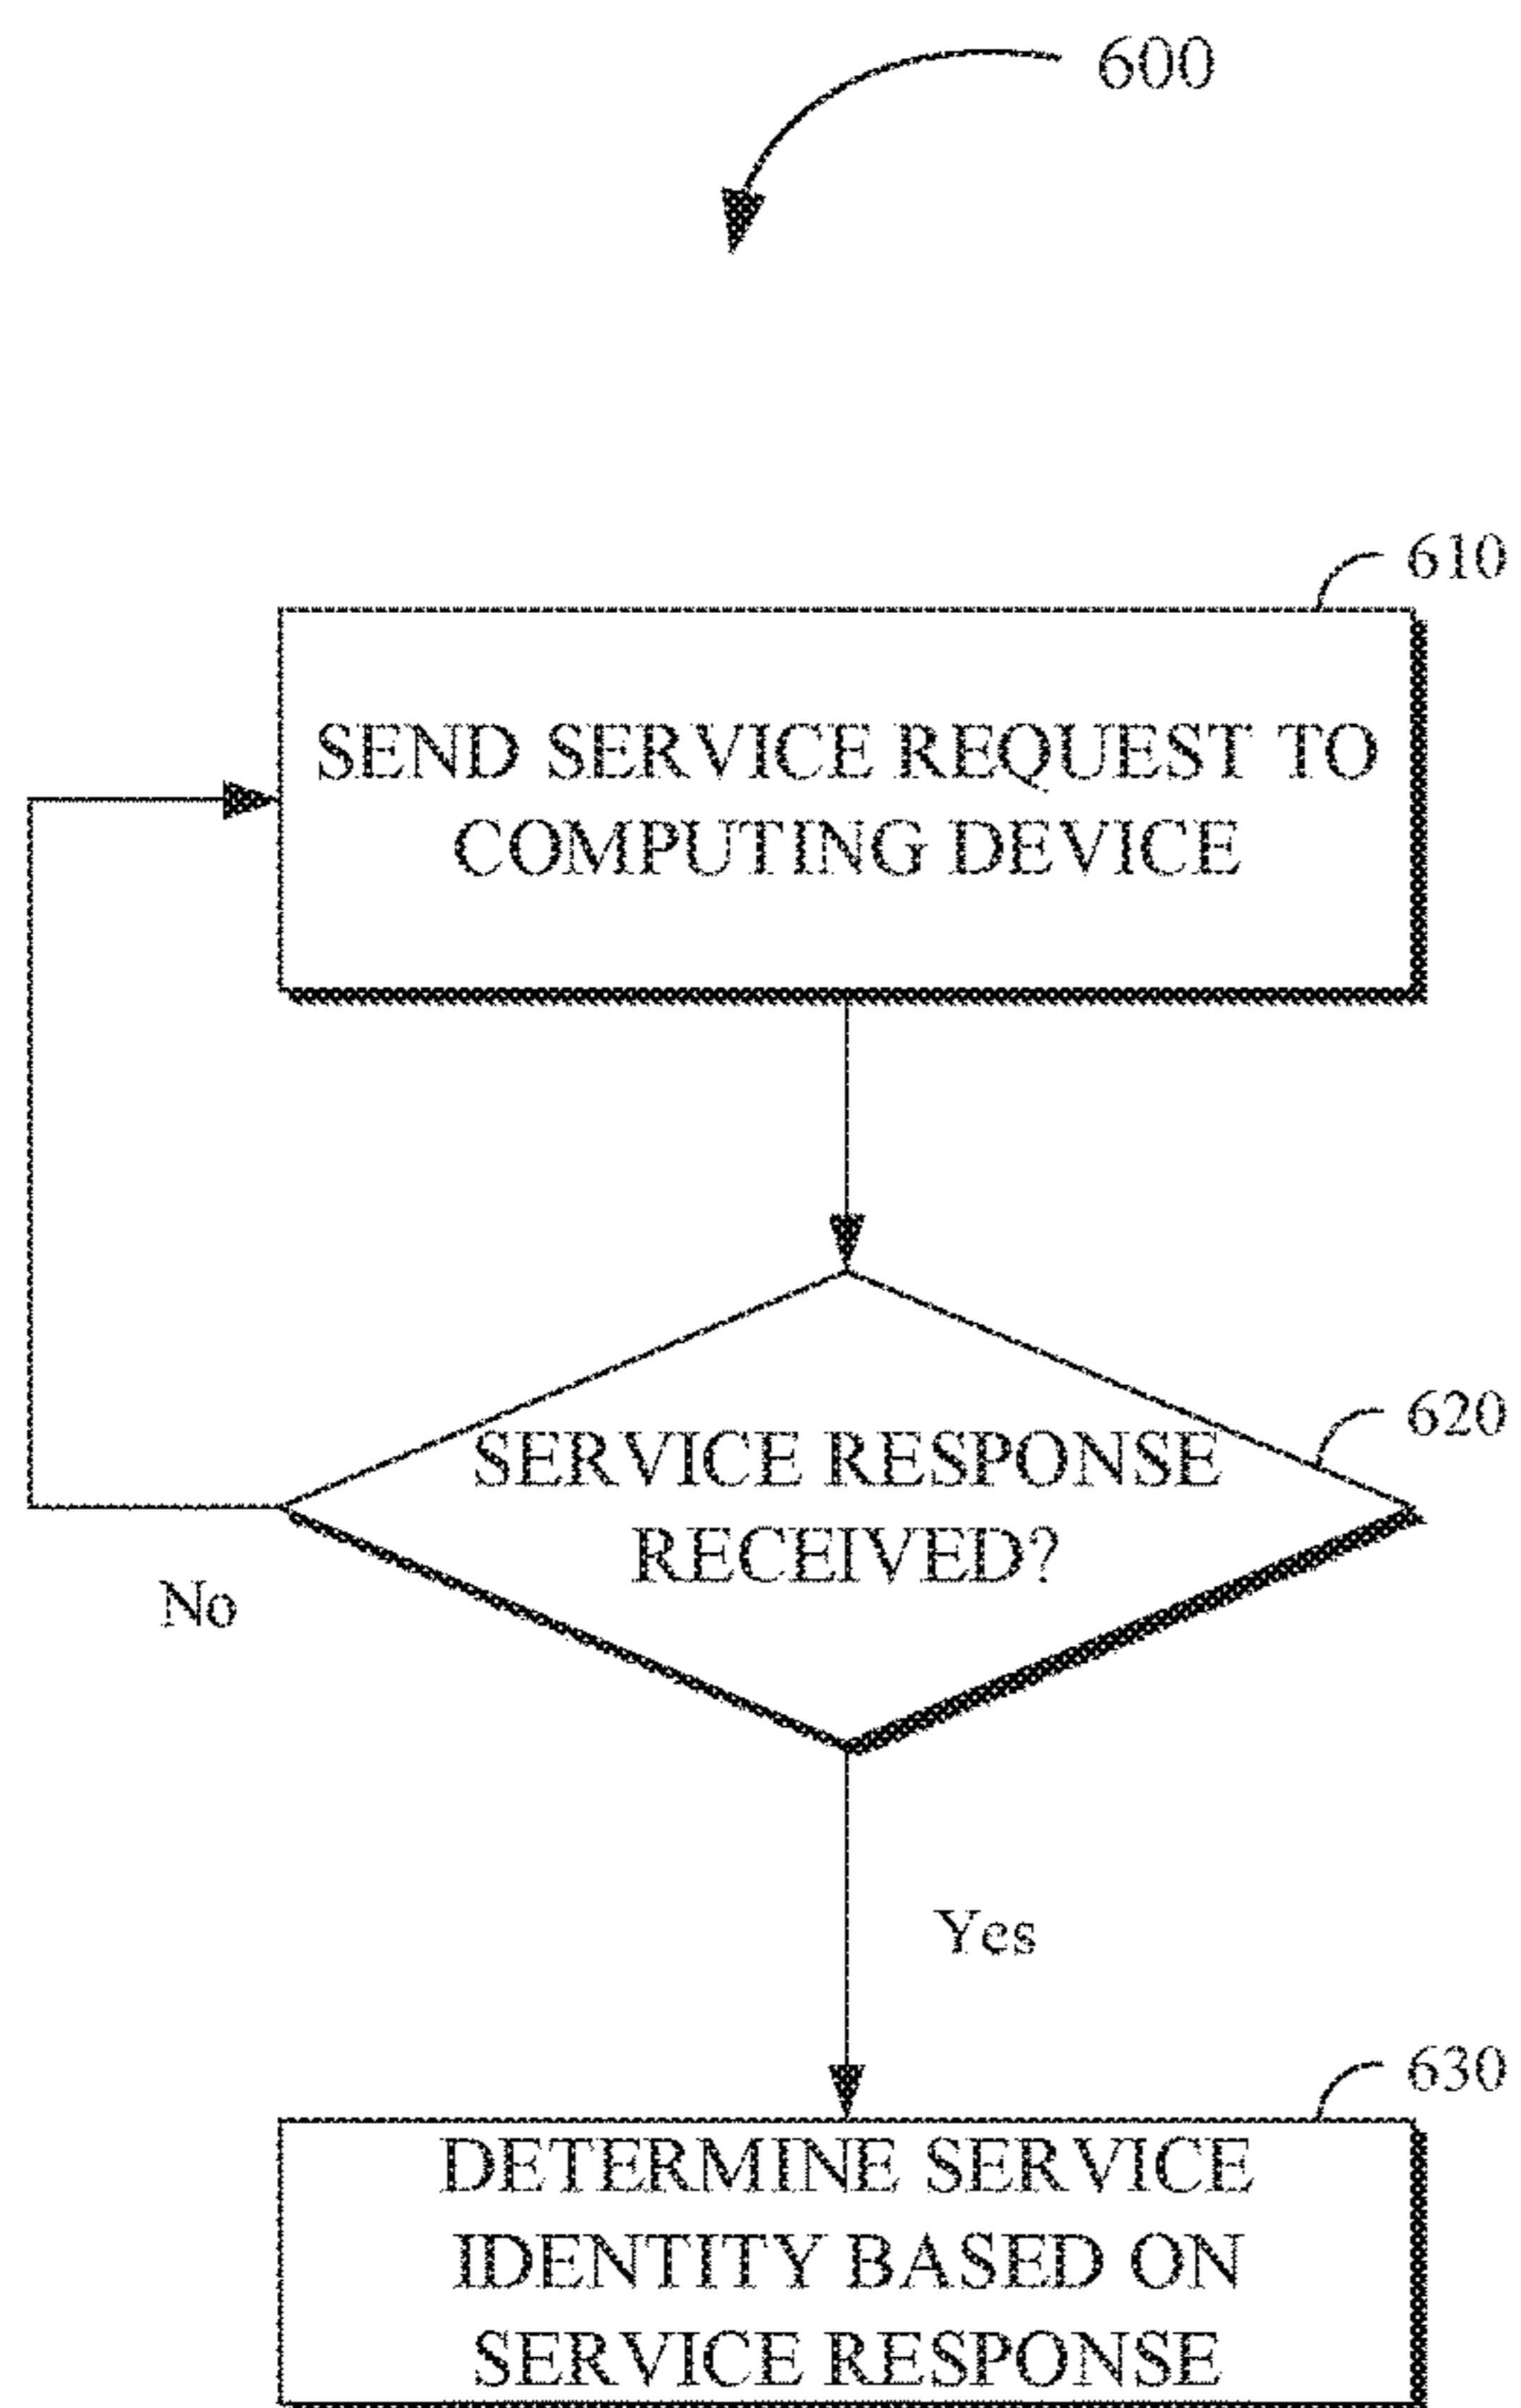 600
610
SEND SERVICE REQUEST TO
COMPUTING DEVICE
620
SERVICE RESPONSE
RECEIVED?
No
Yes
630
DETERMINE SERVICE
IDENTITY BASED ON
SERVICE RESPONSE